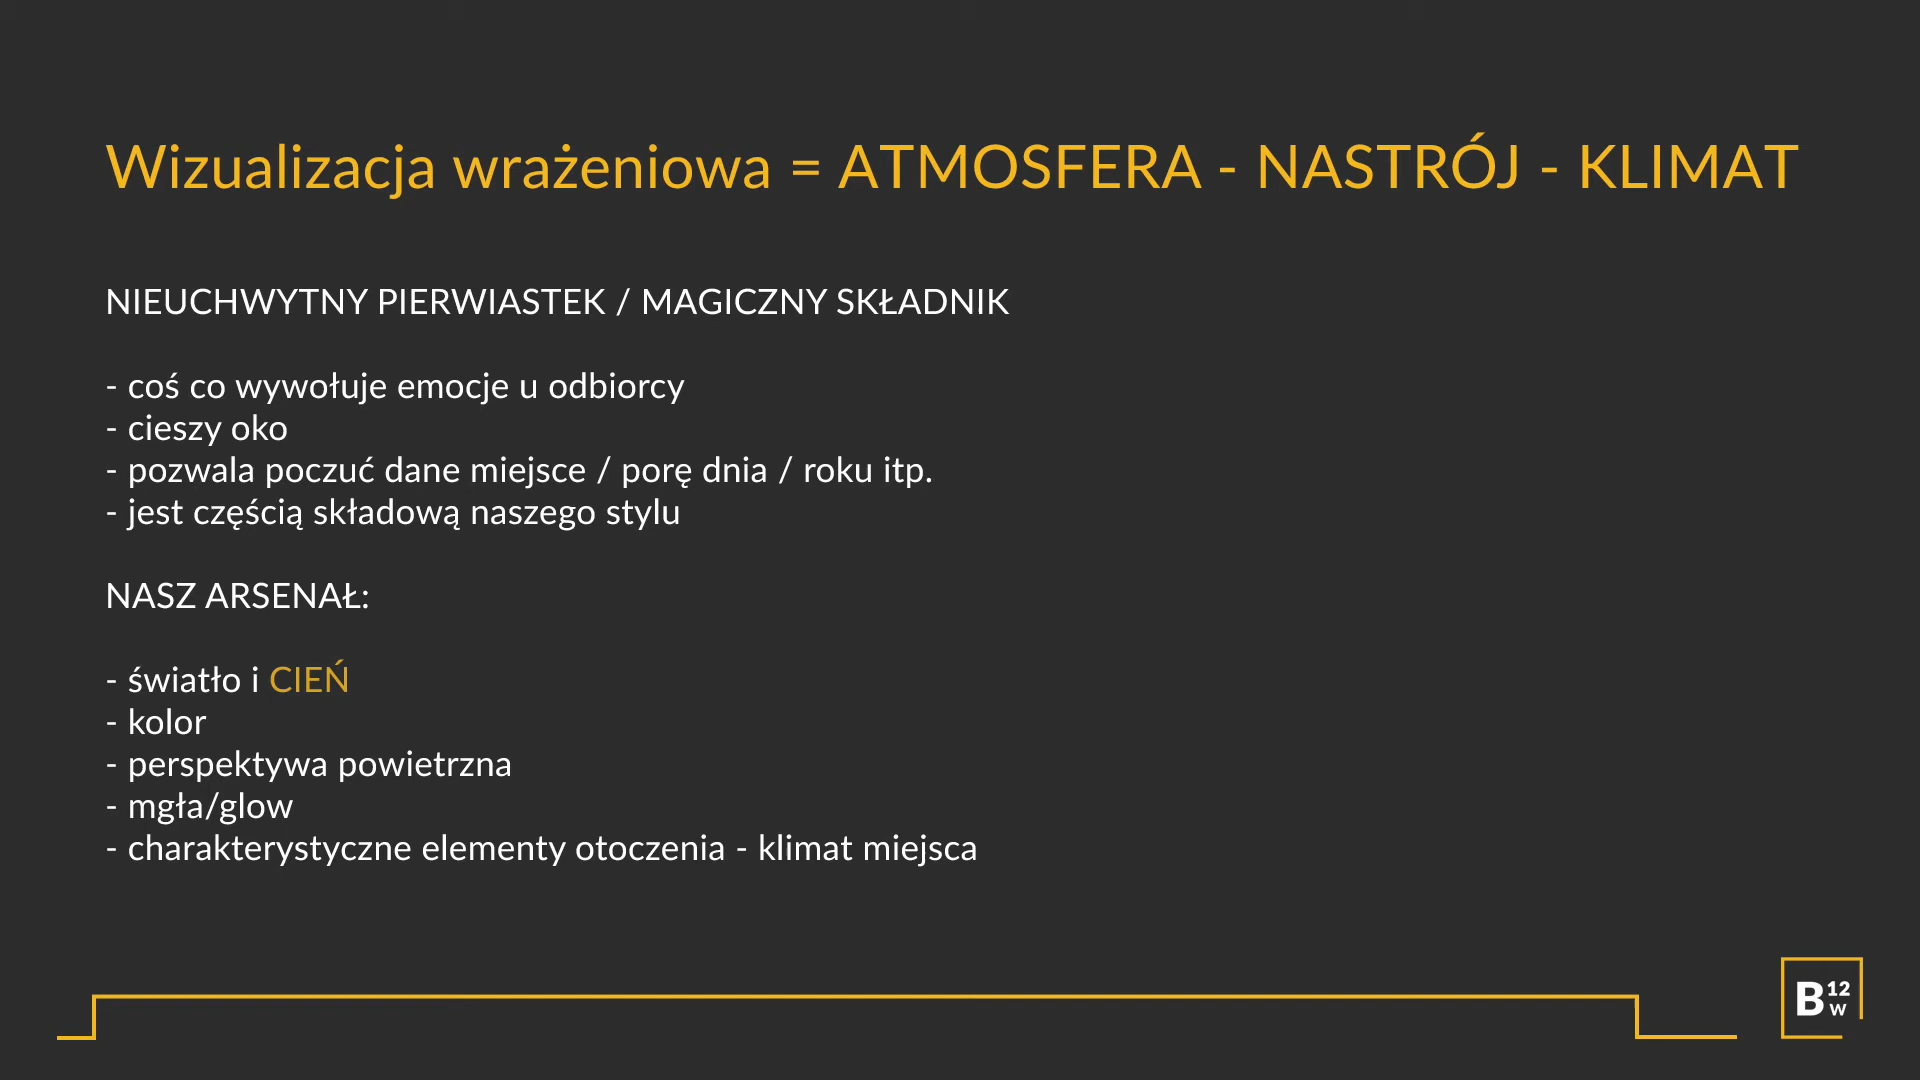 Wizualizacja wrażeniowa = ATMOSFERA - NASTRÓJ - KLIMAT
NIEUCHWYTNY PIERWIASTEK / MAGICZNY SKŁADNIK
- coś co wywołuje emocje u odbiorcy
- cieszy oko
- pozwala poczuć dane miejsce / porę dnia / roku itp.
- jest częścią składową naszego stylu
NASZ ARSENAŁ:
- światło i CIEŃ
- kolor
- perspektywa powietrzna
- mgła/glow
- charakterystyczne elementy otoczenia - klimat miejsca
B12
W